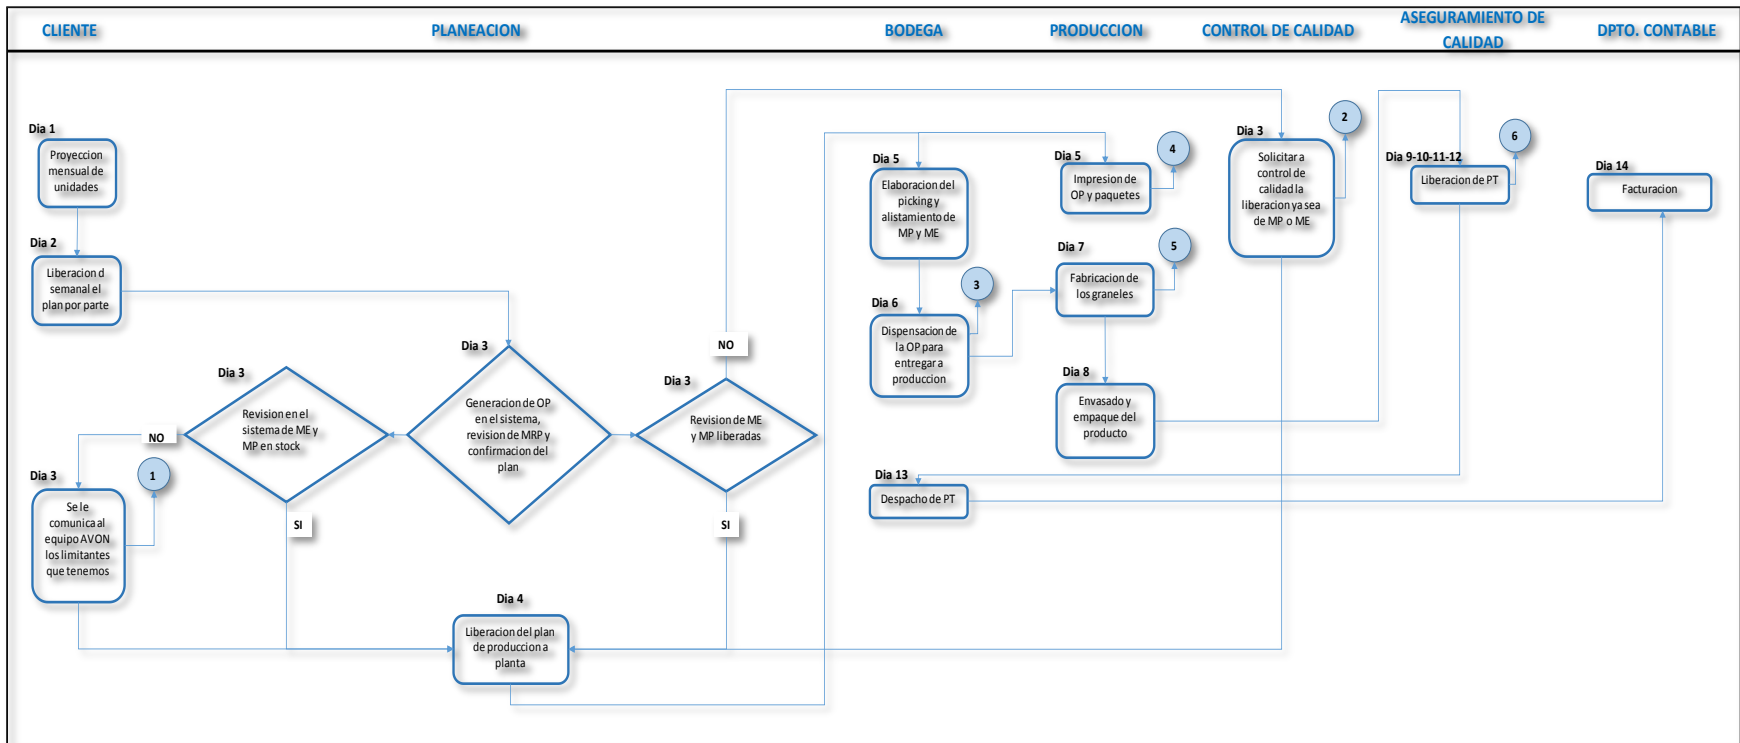 CLIENTE
PLANEACION
BODEGA
PRODUCCION
CONTROL DE CALIDAD
ASEGURAMIENTO DE
CALIDAD
DPTO. CONTABLE
Dia 1
Proyeccion
mensual de
unidades
Dia 2
Liberacion d
semanal el
plan por parte
Dia 3
Revision en el
sistema de ME y
MP en stock
NO
SI
Dia 3
Se le
comunica al
equipo AVON
los limitantes
que tenemos
1
Dia 3
Generacion de OP
en el sistema,
revision de MRP y
confirmacion del
plan
Dia 3
Revision de ME
y MP liberadas
NO
SI
Dia 4
Liberacion del plan
de produccion a
planta
Dia 5
Elaboracion del
picking y
alistamiento de
MP y ME
Dia 6
Dispensacion de
la OP para
entregar a
produccion
3
Dia 13
Despacho de PT
Dia 5
Impresion de
OP y paquetes
4
Dia 7
Fabricacion de
los graneles
5
Dia 8
Envasado y
empaque del
producto
Dia 3
Solicitar a
control de
calidad la
liberacion ya sea
de MP o ME
2
Dia 9-10-11-12
Liberacion de PT
6
Dia 14
Facturacion